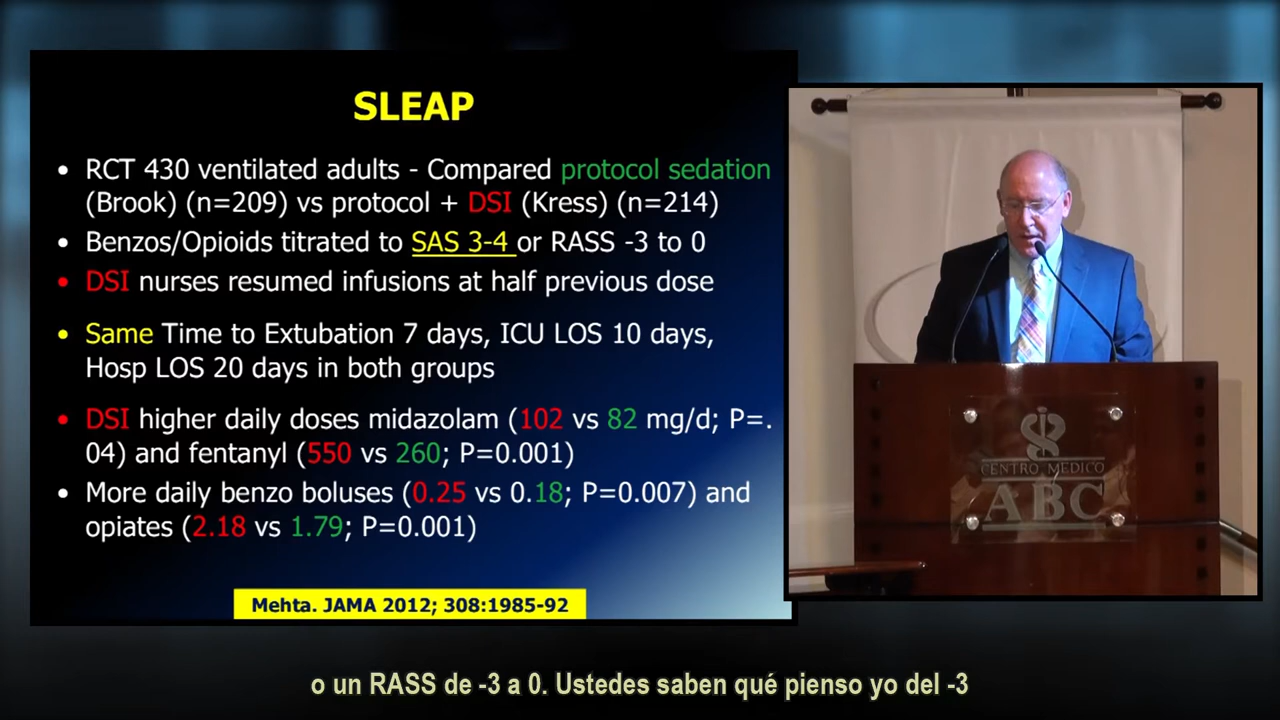 SLEAP
• RCT 430 ventilated adults - Compared protocol sedation
(Brook) (n=209) vs protocol + DSI (Kress) (n=214)
• Benzos/Opioids titrated to SAS 3-4 or RASS -3 to 0
• DSI nurses resumed infusions at half previous dose
• Same Time to Extubation 7 days, ICU LOS 10 days,
Hosp LOS 20 days in both groups
• DSI higher daily doses midazolam (102 vs 82 mg/d; P=.
04) and fentanyl (550 vs 260; P=0.001)
• More daily benzo boluses (0.25 vs 0.18; P=0.007) and
opiates (2.18 vs 1.79; P=0.001)
Mehta. JAMA 2012; 308:1985-92
CENTRO MEDICO
ABC
o un RASS de -3 a 0. Ustedes saben qué pienso yo del -3